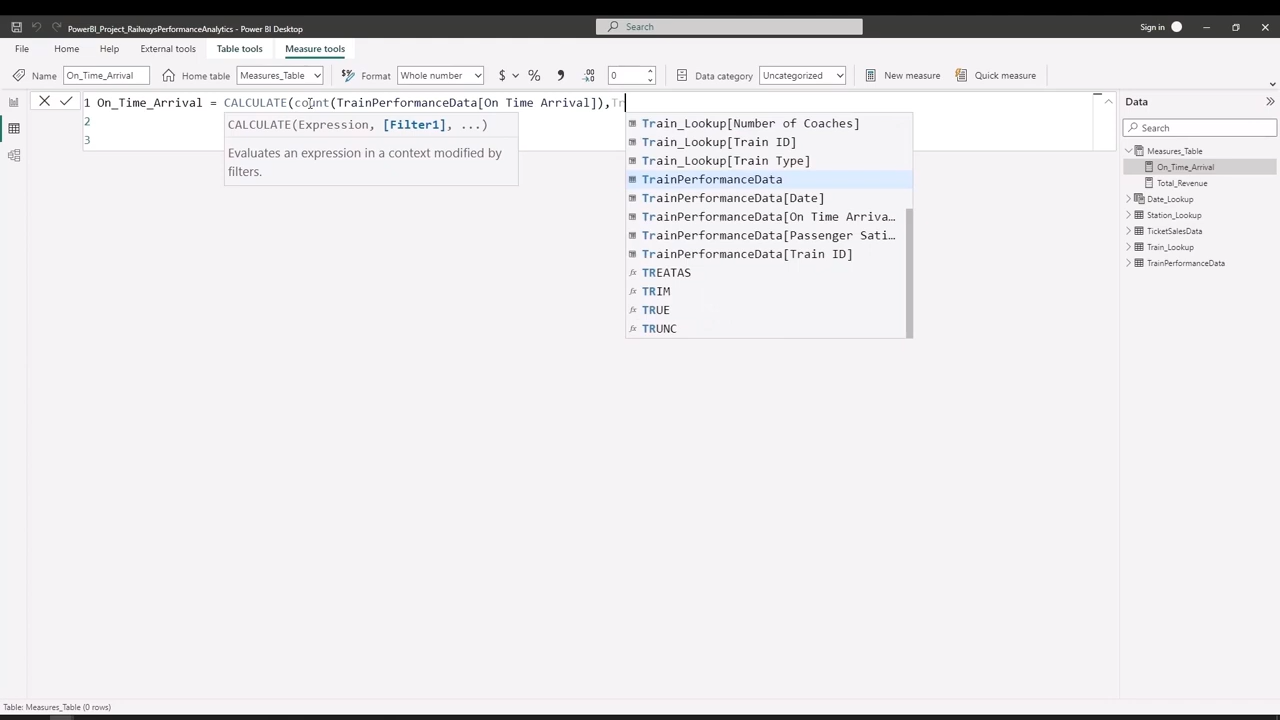 PowerBI_Project_RailwaysPerformanceAnalytics - Power BI Desktop
Search
Sign in
File Home Help External tools Table tools Measure tools
Name On_Time_Arrival Home table Measures_Table Format Whole number $ % 0 Data category Uncategorized New measure Quick measure
1 On_Time_Arrival = CALCULATE(count(TrainPerformanceData[On Time Arrival]),Tr
2
3
CALCULATE(Expression, [Filter1], ...)
Evaluates an expression in a context modified by
filters.
Train_Lookup[Number of Coaches]
Train_Lookup[Train ID]
Train_Lookup[Train Type]
TrainPerformanceData
TrainPerformanceData[Date]
TrainPerformanceData[On Time Arriva…
TrainPerformanceData[Passenger Sati…
TrainPerformanceData[Train ID]
TREATAS
TRIM
TRUE
TRUNC
Data
Search
Measures_Table
On_Time_Arrival
Total_Revenue
Date_Lookup
Station_Lookup
TicketSalesData
Train_Lookup
TrainPerformanceData
Table: Measures_Table (0 rows)